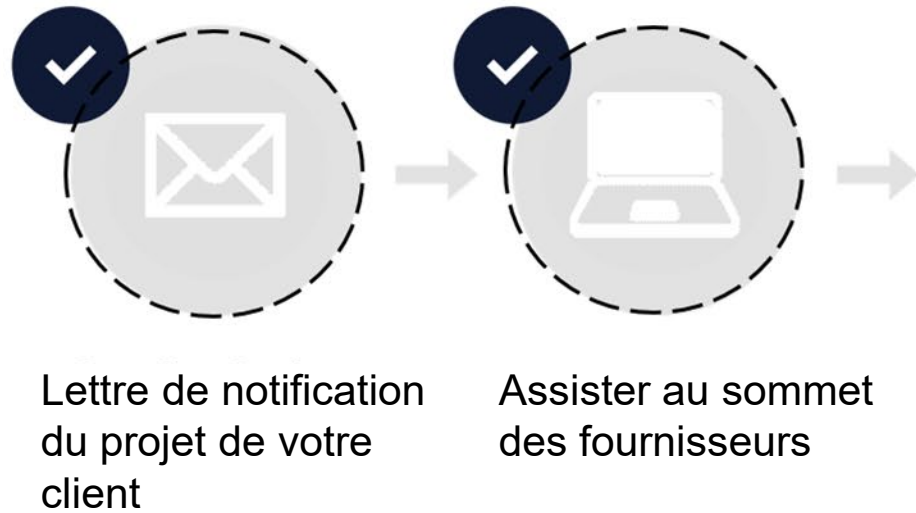 Lettre de notification
du projet de votre
client
Assister au sommet
des fournisseurs